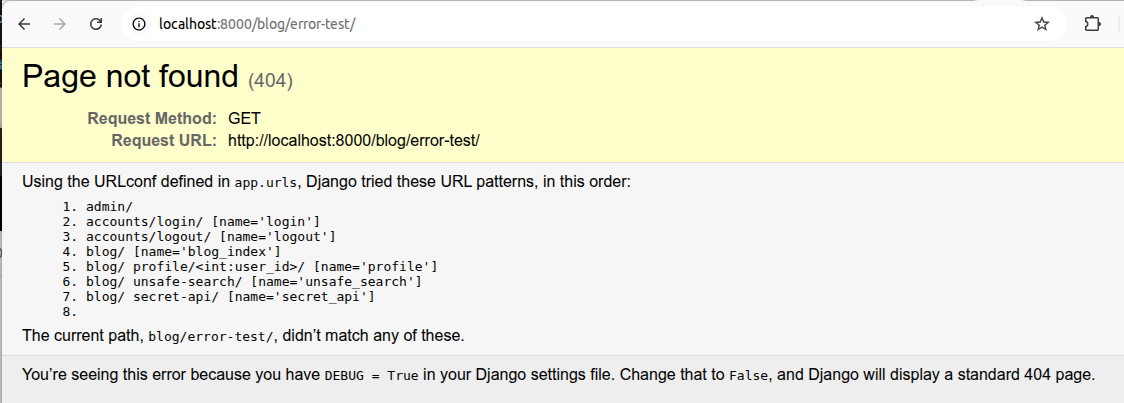 localhost:8000/blog/error-test/
Page not found (404)
Request Method: GET
Request URL: http://localhost:8000/blog/error-test/
Using the URLconf defined in app.urls, Django tried these URL patterns, in this order:
1. admin/
2. accounts/login/ [name='login']
3. accounts/logout/ [name='logout']
4. blog/ [name='blog_index']
5. blog/ profile/<int:user_id>/ [name='profile']
6. blog/ unsafe-search/ [name='unsafe_search']
7. blog/ secret-api/ [name='secret_api']
8.
The current path, blog/error-test/, didn’t match any of these.
You’re seeing this error because you have DEBUG = True in your Django settings file. Change that to False, and Django will display a standard 404 page.